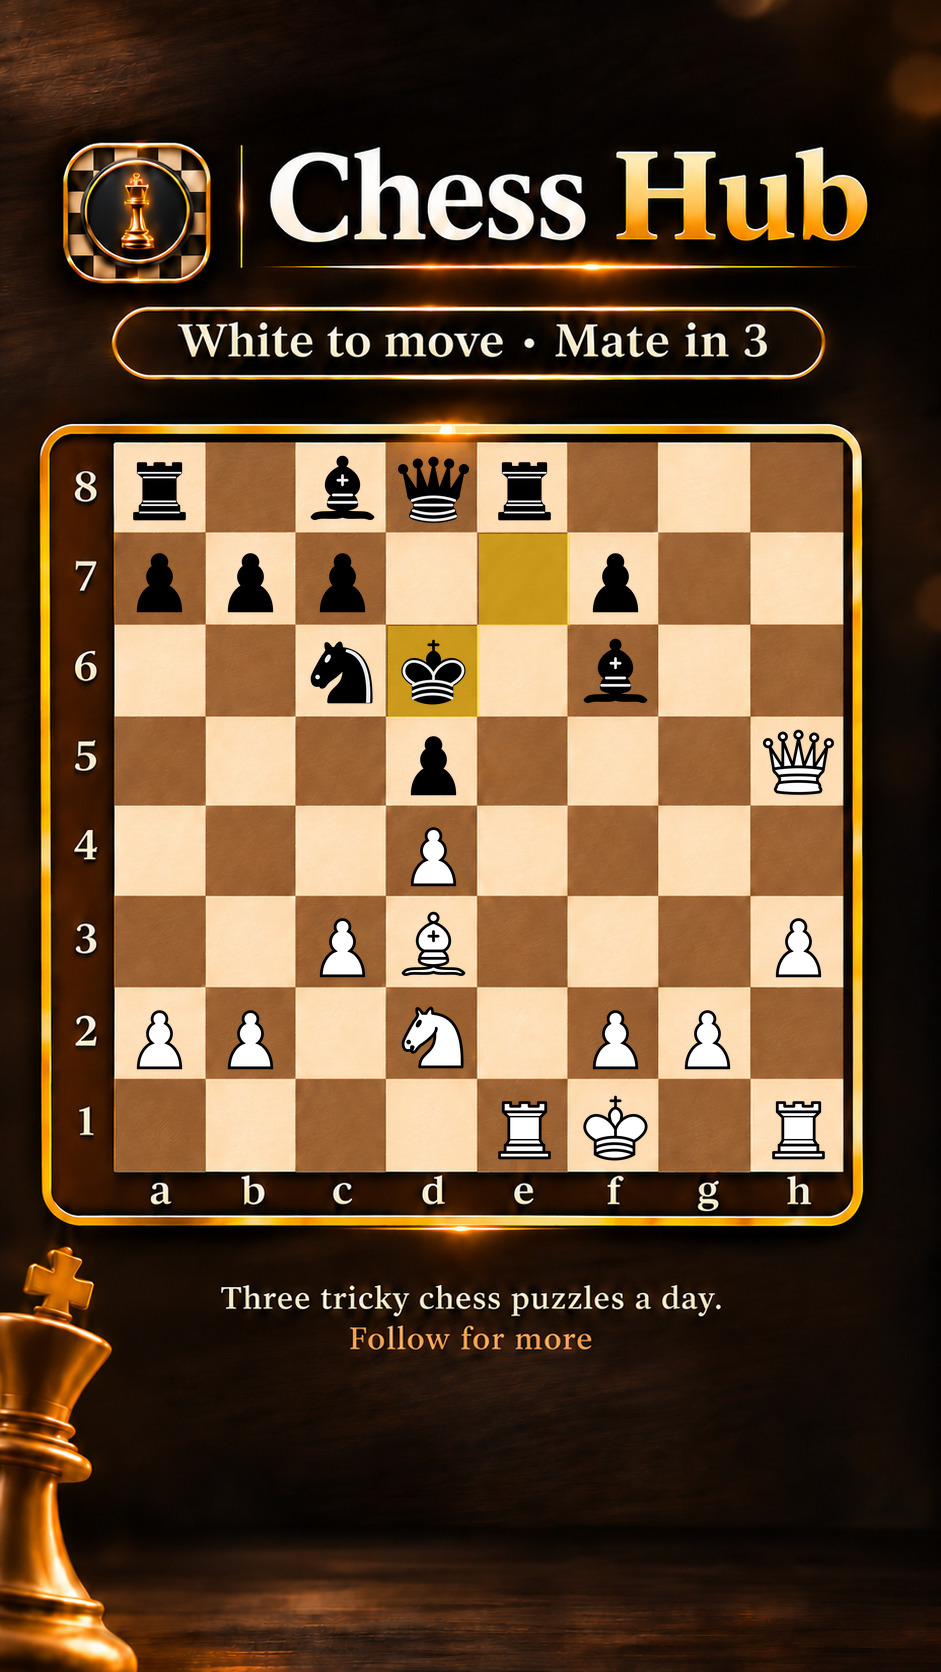 Chess Hub
White to move • Mate in 3
8
7
6
5
4
3
2
1
a b c d e f g h
Three tricky chess puzzles a day.
Follow for more